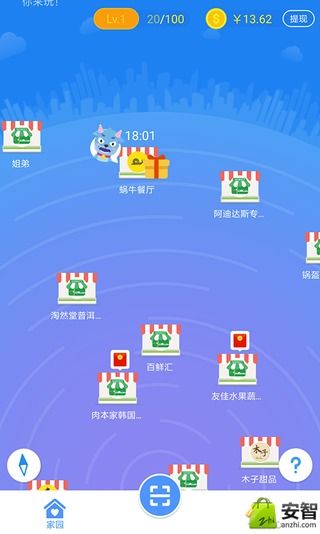 你来玩！
Lv.1
20/100
$
￥13.62
提现
姐弟
18:01
蜗牛餐厅
阿迪达斯专...
锅盔
淘然堂普洱...
百鲜汇
肉本家韩国...
友佳水果蔬...
木子
木子甜品
?
家园
安智
zhi
anzhi.com